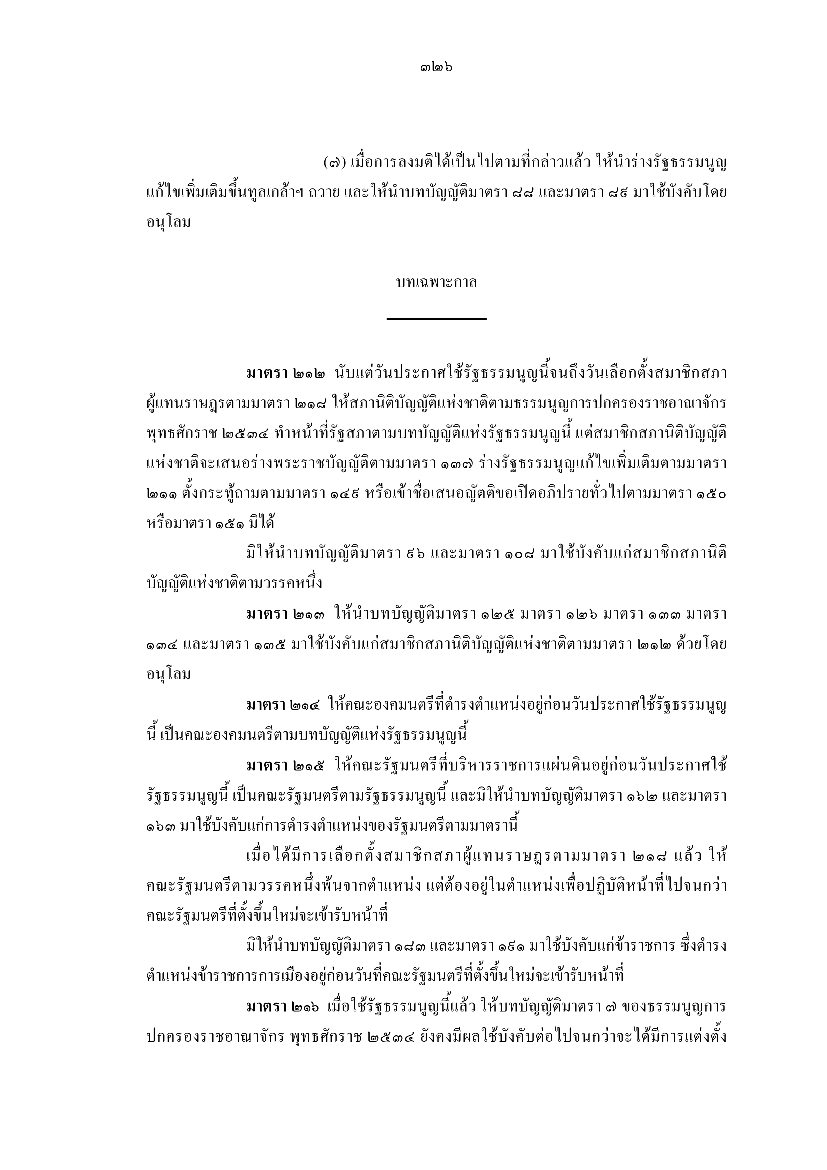 ๓๒๖
(๗) เมื่อการลงมติได้เป็นไปตามที่กล่าวแล้ว ให้นำร่างรัฐธรรมนูญ
แก้ไขเพิ่มเติมขึ้นทูลเกล้าฯ ถวาย และให้นำบทบัญญัติมาตรา ๘๘ และมาตรา ๘๙ มาใช้บังคับโดย
อนุโลม
บทเฉพาะกาล
มาตรา ๒๑๒ นับแต่วันประกาศใช้รัฐธรรมนูญนี้จนถึงวันเลือกตั้งสมาชิกสภา
ผู้แทนราษฎรตามมาตรา ๒๑๘ ให้สภานิติบัญญัติแห่งชาติตามธรรมนูญการปกครองราชอาณาจักร
พุทธศักราช ๒๕๓๔ ทำหน้าที่รัฐสภาตามบทบัญญัติแห่งรัฐธรรมนูญนี้ แต่สมาชิกสภานิติบัญญัติ
แห่งชาติจะเสนอร่างพระราชบัญญัติตามมาตรา ๑๓๗ ร่างรัฐธรรมนูญแก้ไขเพิ่มเติมตามมาตรา
๒๑๑ ตั้งกระทู้ถามตามมาตรา ๑๔๙ หรือเข้าชื่อเสนอญัตติขอเปิดอภิปรายทั่วไปตามมาตรา ๑๕๐
หรือมาตรา ๑๕๑ มิได้
มิให้นำบทบัญญัติมาตรา ๙๖ และมาตรา ๑๐๘ มาใช้บังคับแก่สมาชิกสภานิติ
บัญญัติแห่งชาติตามวรรคหนึ่ง
มาตรา ๒๑๓ ให้นำบทบัญญัติมาตรา ๑๒๕ มาตรา ๑๒๖ มาตรา ๑๓๓ มาตรา
๑๓๔ และมาตรา ๑๓๕ มาใช้บังคับแก่สมาชิกสภานิติบัญญัติแห่งชาติตามมาตรา ๒๑๒ ด้วยโดย
อนุโลม
มาตรา ๒๑๔ ให้คณะองคมนตรีที่ดำรงตำแหน่งอยู่ก่อนวันประกาศใช้รัฐธรรมนูญ
นี้ เป็นคณะองคมนตรีตามบทบัญญัติแห่งรัฐธรรมนูญนี้
มาตรา ๒๑๕ ให้คณะรัฐมนตรีที่บริหารราชการแผ่นดินอยู่ก่อนวันประกาศใช้
รัฐธรรมนูญนี้ เป็นคณะรัฐมนตรีตามรัฐธรรมนูญนี้ และมิให้นำบทบัญญัติมาตรา ๑๖๒ และมาตรา
๑๖๓ มาใช้บังคับแก่การดำรงตำแหน่งของรัฐมนตรีตามมาตรานี้
เมื่อได้มีการเลือกตั้งสมาชิกสภาผู้แทนราษฎรตามมาตรา ๒๑๘ แล้ว ให้
คณะรัฐมนตรีตามวรรคหนึ่งพ้นจากตำแหน่ง แต่ต้องอยู่ในตำแหน่งเพื่อปฏิบัติหน้าที่ไปจนกว่า
คณะรัฐมนตรีที่ตั้งขึ้นใหม่จะเข้ารับหน้าที่
มิให้นำบทบัญญัติมาตรา ๑๘๓ และมาตรา ๑๙๑ มาใช้บังคับแก่ข้าราชการ ซึ่งดำรง
ตำแหน่งข้าราชการการเมืองอยู่ก่อนวันที่คณะรัฐมนตรีที่ตั้งขึ้นใหม่จะเข้ารับหน้าที่
มาตรา ๒๑๖ เมื่อใช้รัฐธรรมนูญนี้แล้ว ให้บทบัญญัติมาตรา ๗ ของธรรมนูญการ
ปกครองราชอาณาจักร พุทธศักราช ๒๕๓๔ ยังคงมีผลใช้บังคับต่อไปจนกว่าจะได้มีการแต่งตั้ง